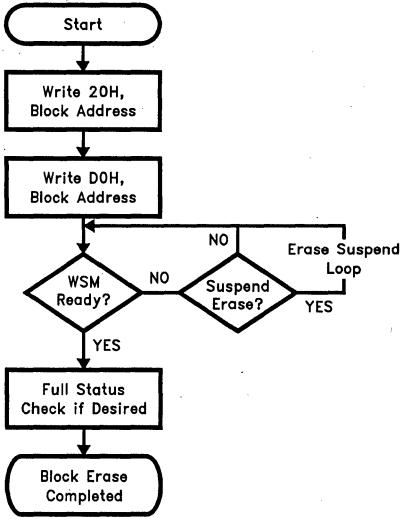 Start
Write 20H,
Block Address
Write D0H,
Block Address
NO
Erase Suspend
Loop
WSM
Ready?
NO
Suspend
Erase?
YES
YES
Full Status
Check if Desired
Block Erase
Completed